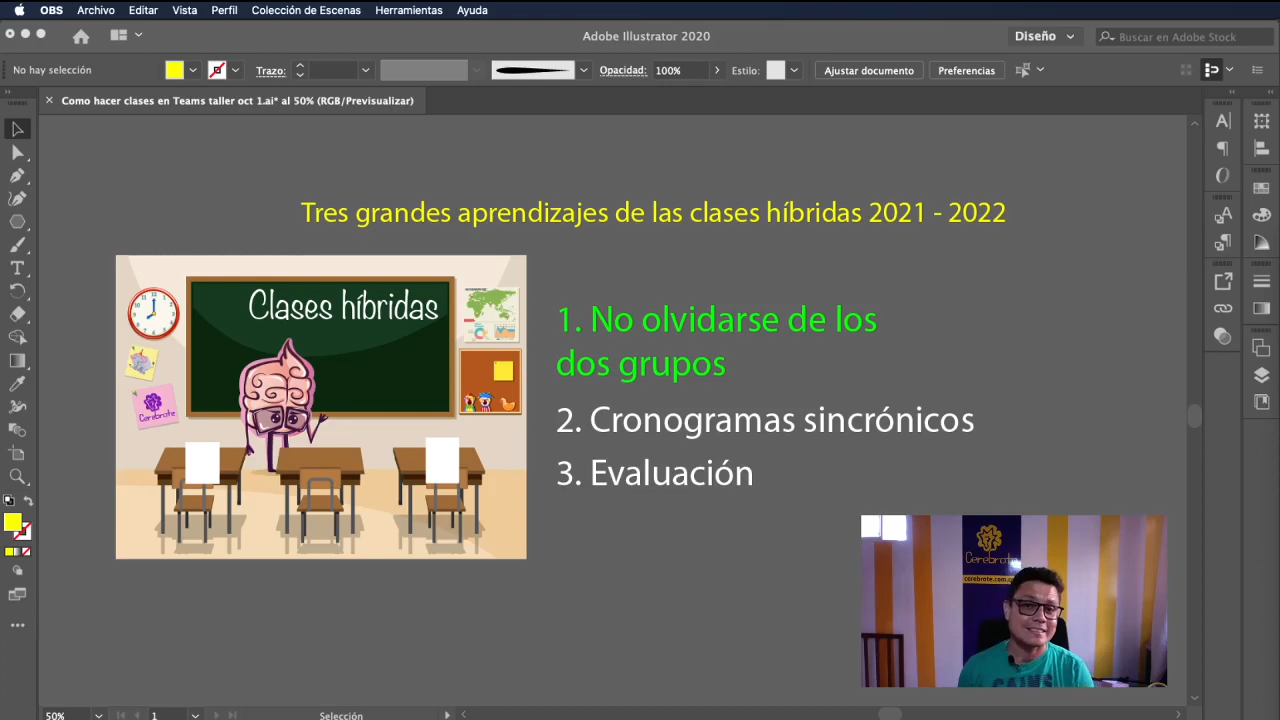 OBS Archivo Editar Vista Perfil Colección de Escenas Herramientas Ayuda
Adobe Illustrator 2020
Diseño
Buscar en Adobe Stock
No hay selección
Trazo:
Opacidad: 100%
Estilo:
Ajustar documento
Preferencias
Como hacer clases en Teams taller oct 1.ai* al 50% (RGB/Previsualizar)
Tres grandes aprendizajes de las clases híbridas 2021 - 2022
Clases híbridas
Cerebrote
1. No olvidarse de los
dos grupos
2. Cronogramas sincrónicos
3. Evaluación
Cerebrote
50%
1
Selección